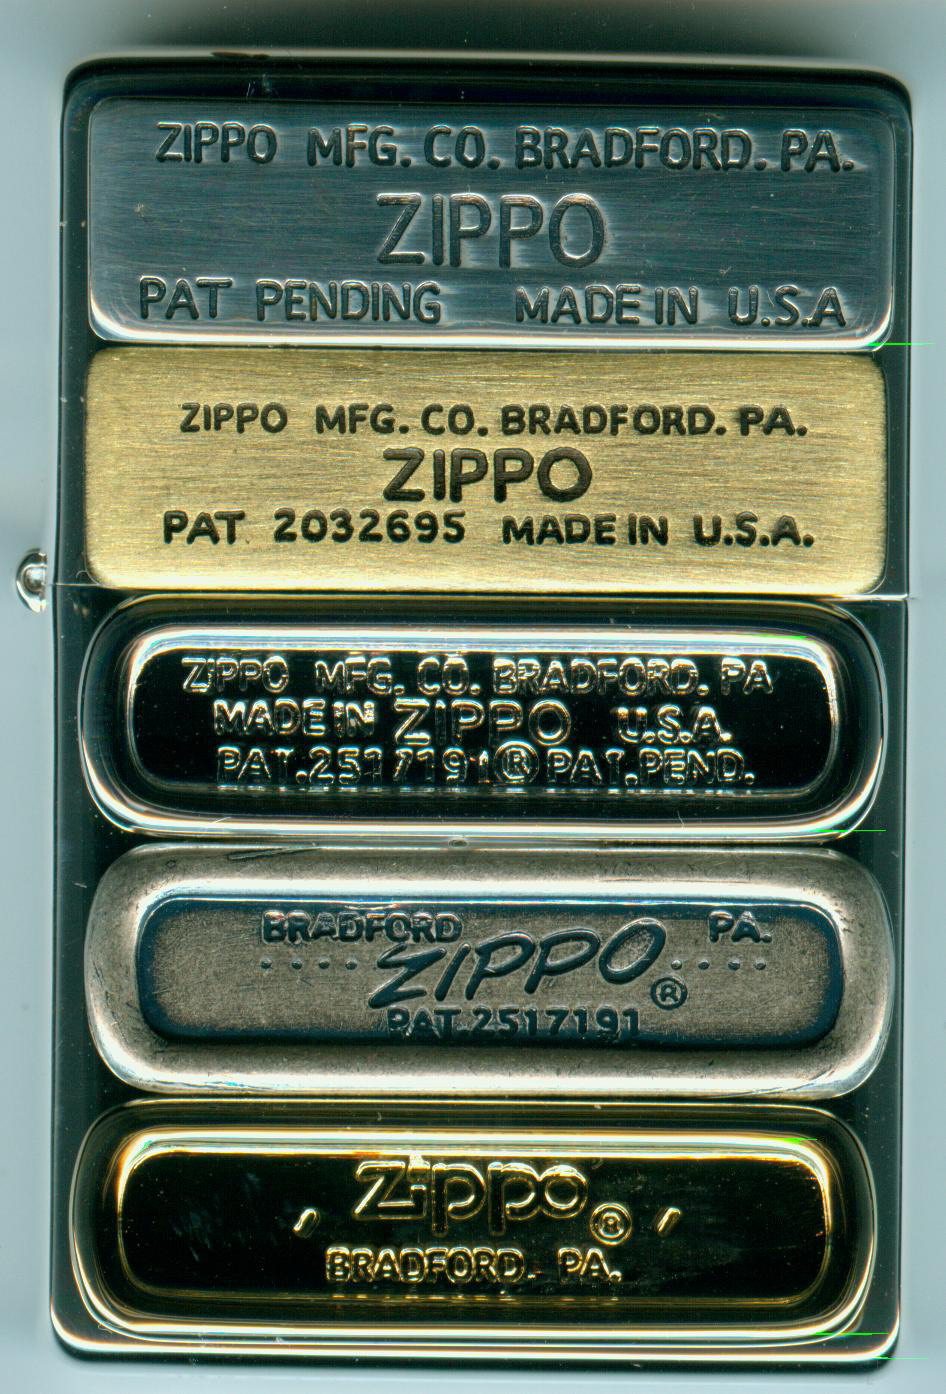 ZIPPO MFG. CO. BRADFORD. PA.
ZIPPO
PAT PENDING MADE IN U.S.A
ZIPPO MFG. CO. BRADFORD. PA.
ZIPPO
PAT 2032695 MADE IN U.S.A.
ZIPPO MFG. CO. BRADFORD. PA
MADE IN ZIPPO U.S.A.
PAT.2517191 ® PAT.PEND.
BRADFORD PA.
....ZIPPO®....
PAT.2517191
/ Zippo® /
BRADFORD. PA.